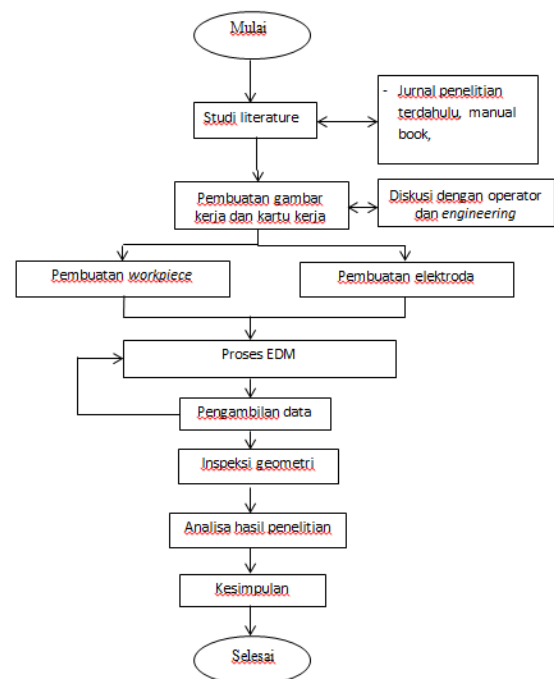 Mulai
Studi literature
- Jurnal penelitian
terdahulu, manual
book,
Pembuatan gambar
kerja dan kartu kerja
Diskusi dengan operator
dan engineering
Pembuatan workpiece
Pembuatan elektroda
Proses EDM
Pengambilan data
Inspeksi geometri
Analisa hasil penelitian
Kesimpulan
Selesai